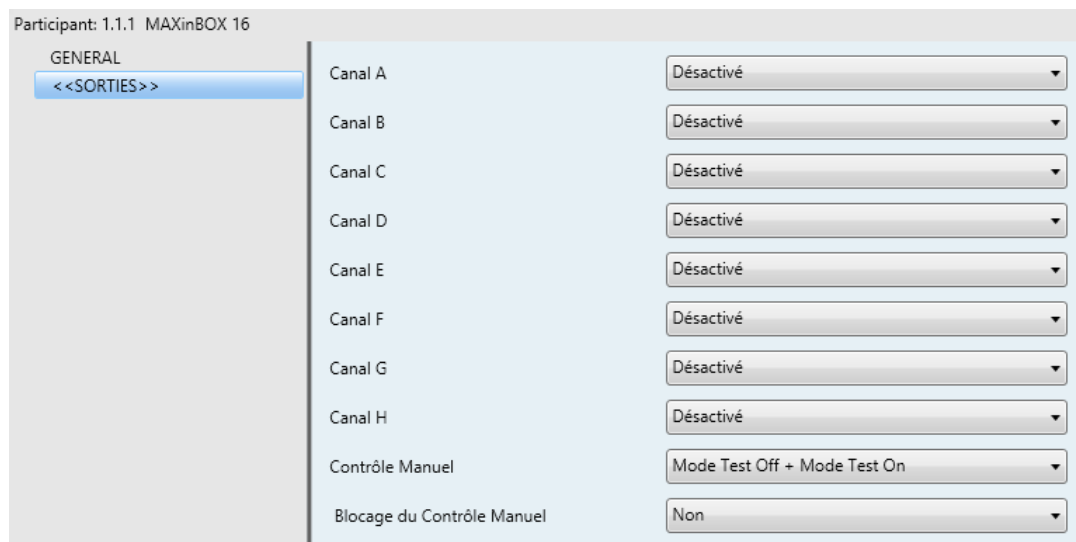 Participant: 1.1.1 MAXinBOX 16
GENERAL
<<SORTIES>>
Canal A Désactivé
Canal B Désactivé
Canal C Désactivé
Canal D Désactivé
Canal E Désactivé
Canal F Désactivé
Canal G Désactivé
Canal H Désactivé
Contrôle Manuel Mode Test Off + Mode Test On
Blocage du Contrôle Manuel Non